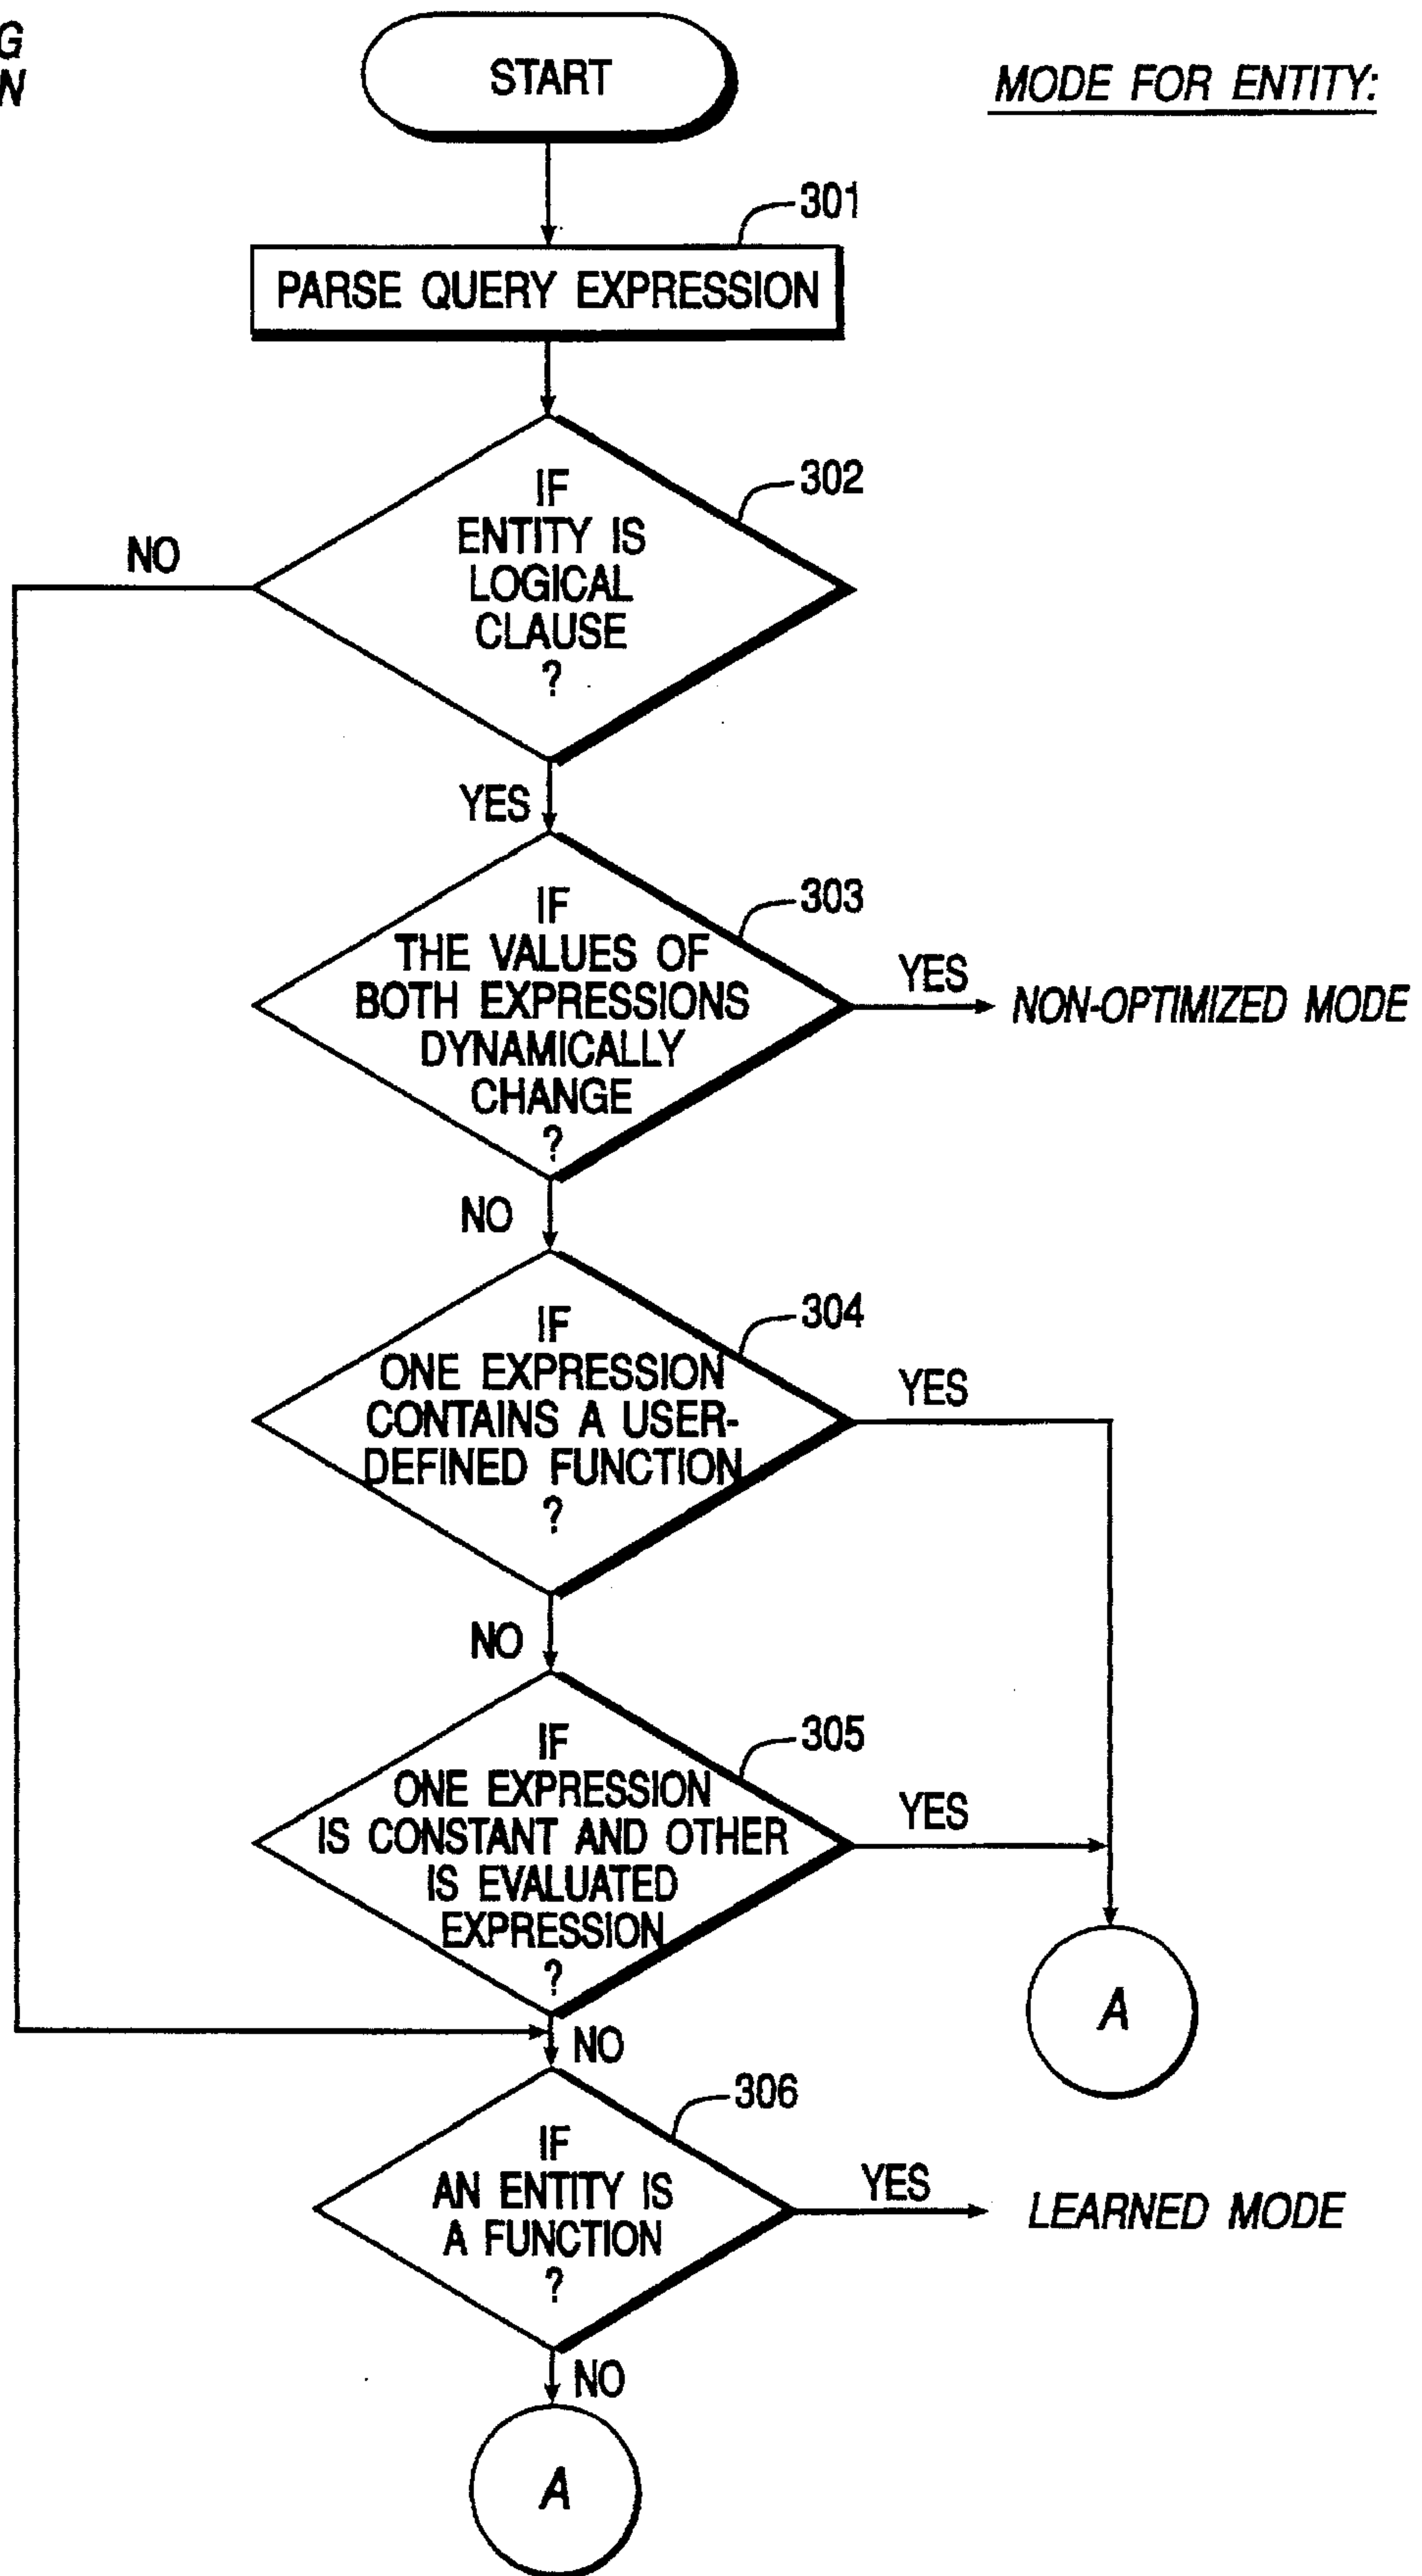 G
N
START
MODE FOR ENTITY:
301
PARSE QUERY EXPRESSION
302
IF
ENTITY IS
LOGICAL
CLAUSE
?
NO
YES
303
IF
THE VALUES OF
BOTH EXPRESSIONS
DYNAMICALLY
CHANGE
?
YES
NON-OPTIMIZED MODE
NO
304
IF
ONE EXPRESSION
CONTAINS A USER-
DEFINED FUNCTION
?
YES
NO
305
IF
ONE EXPRESSION
IS CONSTANT AND OTHER
IS EVALUATED
EXPRESSION
?
YES
A
NO
306
IF
AN ENTITY IS
A FUNCTION
?
YES
LEARNED MODE
NO
A